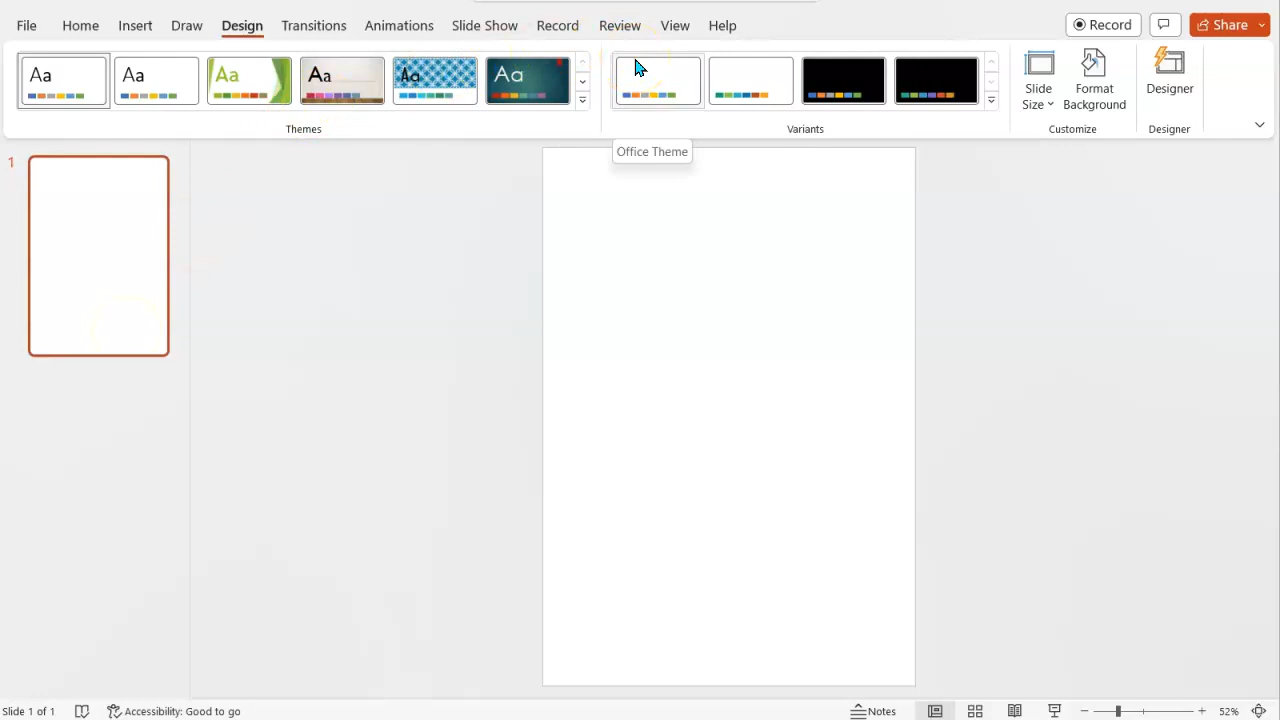 File Home Insert Draw Design Transitions Animations Slide Show Record Review View Help Record Share
Aa Aa Aa Aa Aa Aa
Slide Size
Format Background
Designer
Themes Variants Customize Designer
Office Theme
1
Slide 1 of 1 Accessibility: Good to go Notes 52%